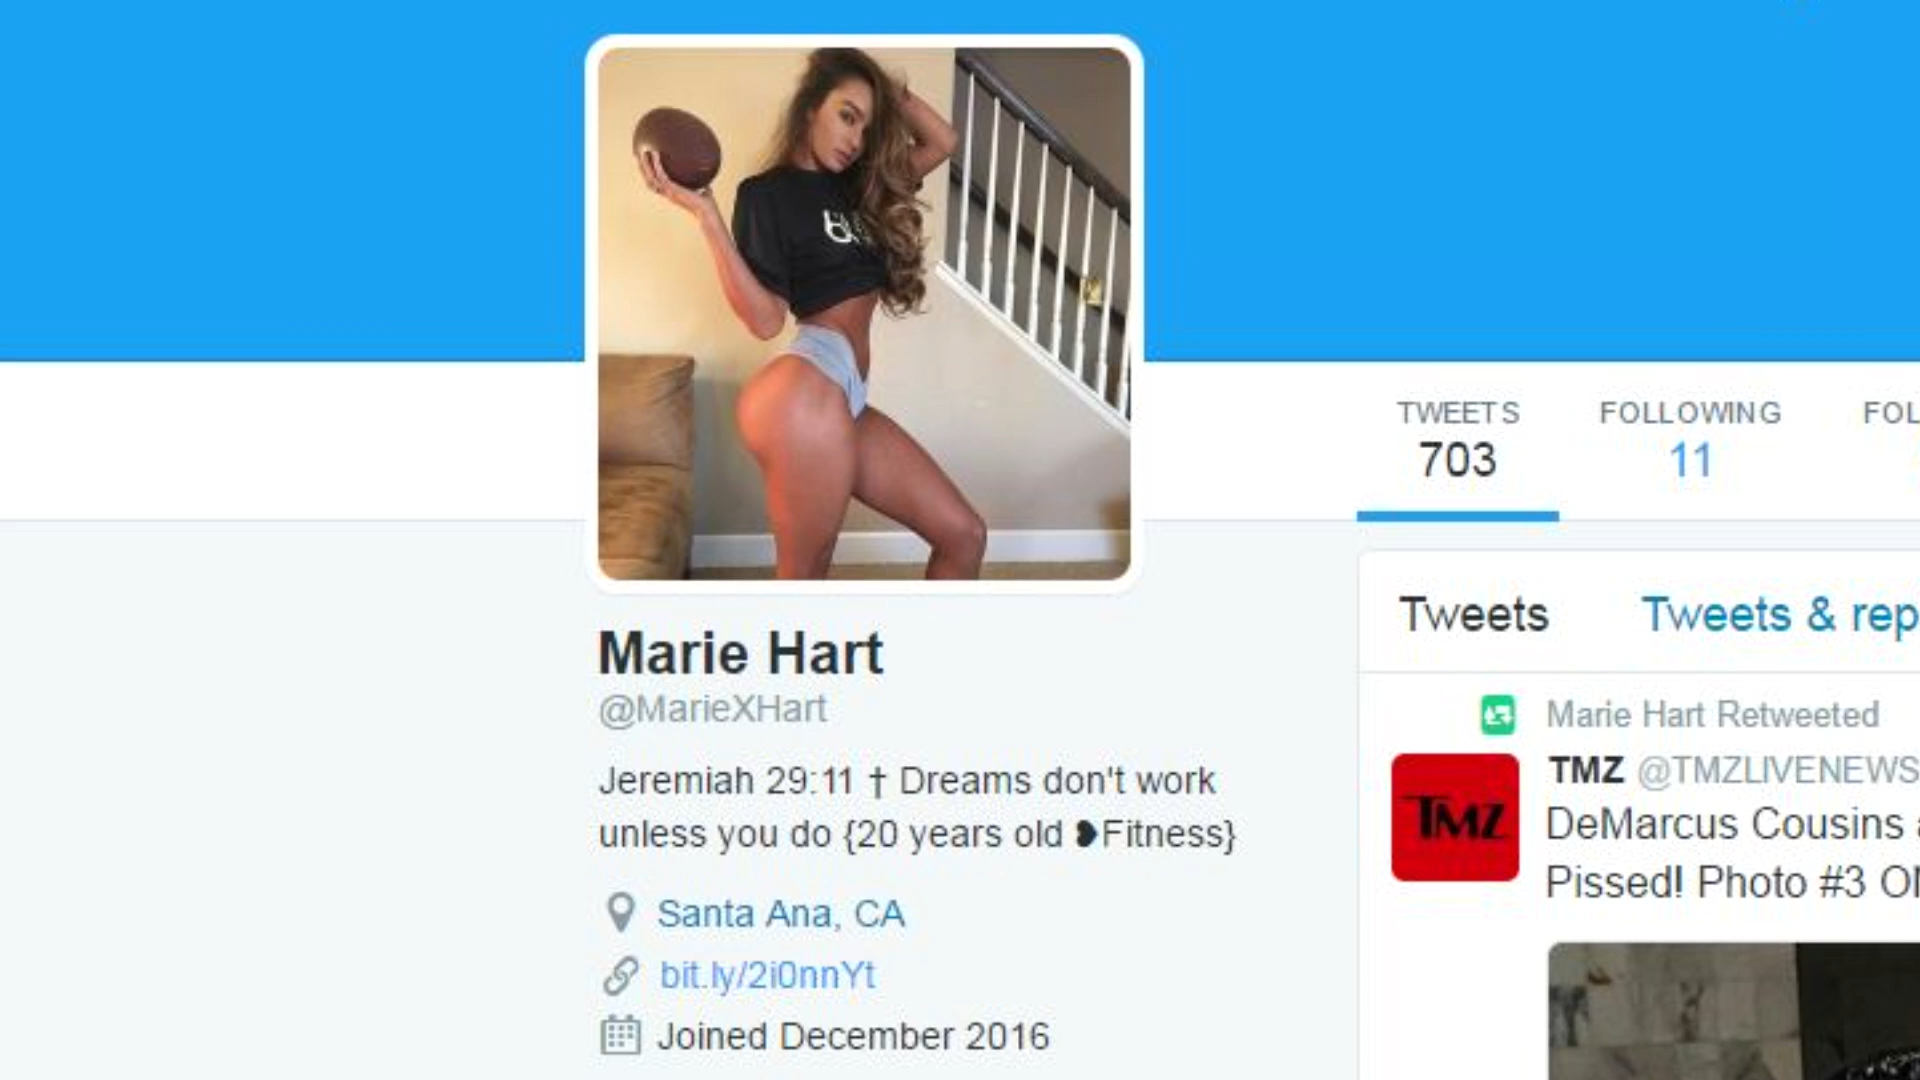 TWEETS
703
FOLLOWING
11
Marie Hart
@MarieXHart
Jeremiah 29:11 † Dreams don't work
unless you do {20 years old ❥Fitness}
Santa Ana, CA
bit.ly/2i0nnYt
Joined December 2016
Tweets
Tweets & rep
Marie Hart Retweeted
TMZ
TMZ @TMZLIVENEWS
DeMarcus Cousins
Pissed! Photo #3